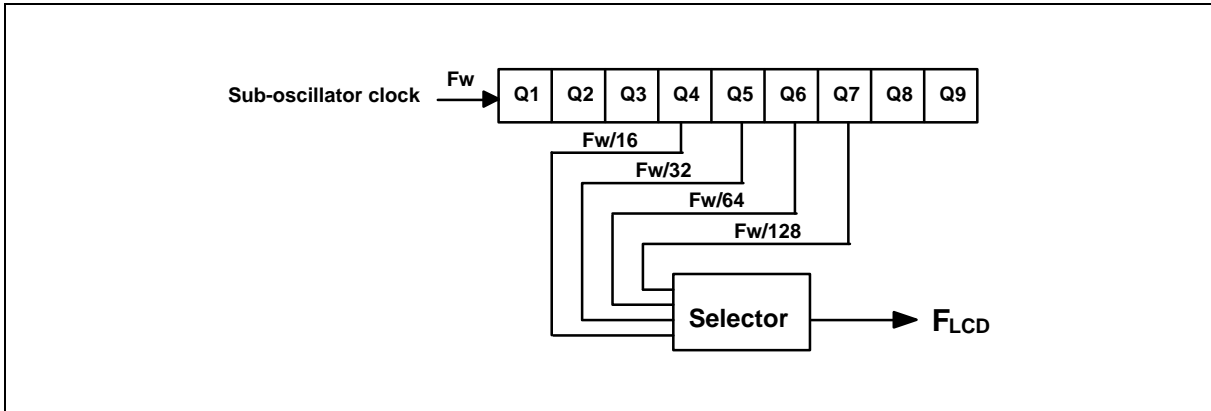 Fw
Sub-oscillator clock
Q1 Q2 Q3 Q4 Q5 Q6 Q7 Q8 Q9
Fw/16
Fw/32
Fw/64
Fw/128
Selector
FLCD